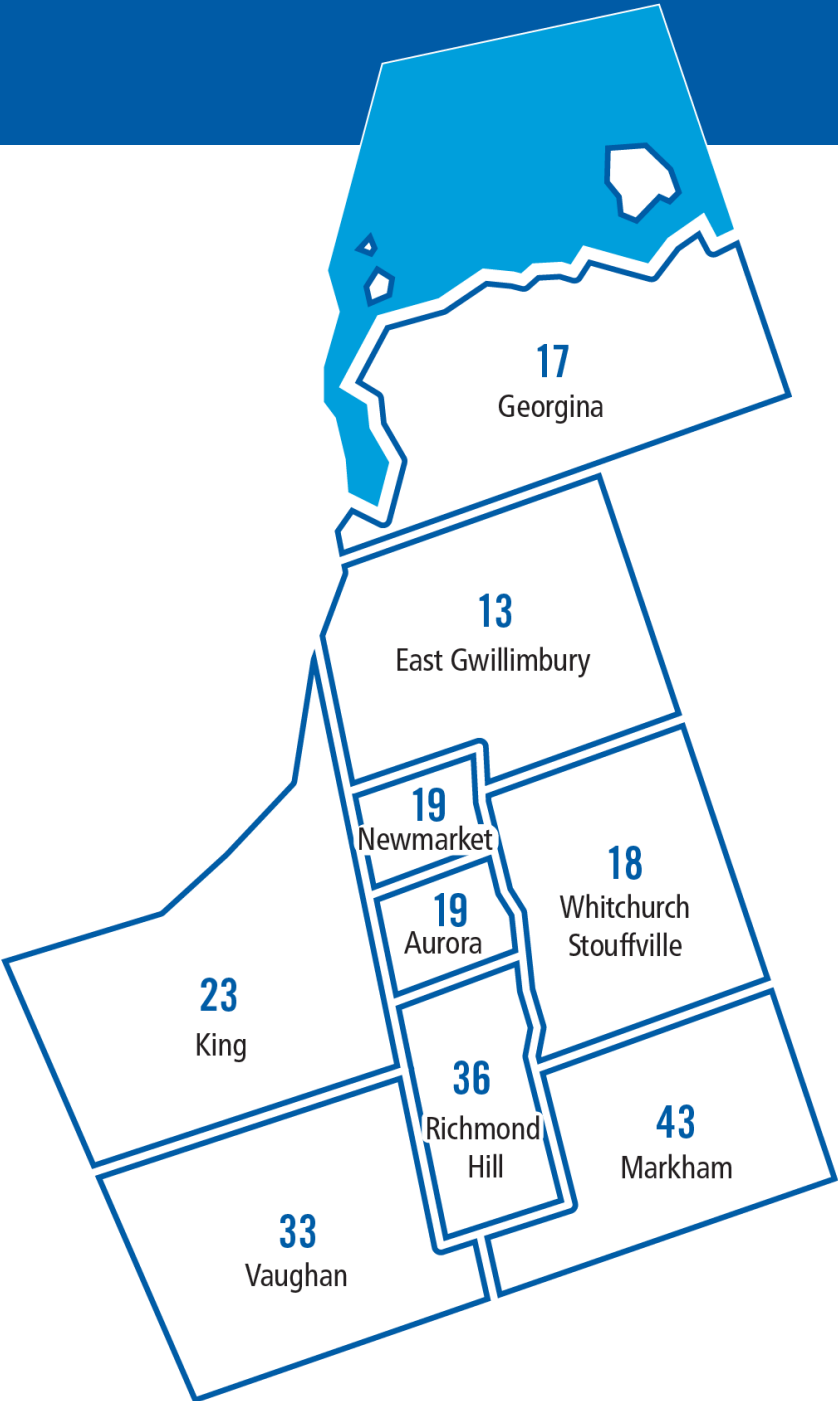 17
Georgina
13
East Gwillimbury
19
Newmarket
18
Whitchurch
Stouffville
19
Aurora
23
King
36
Richmond
Hill
43
Markham
33
Vaughan